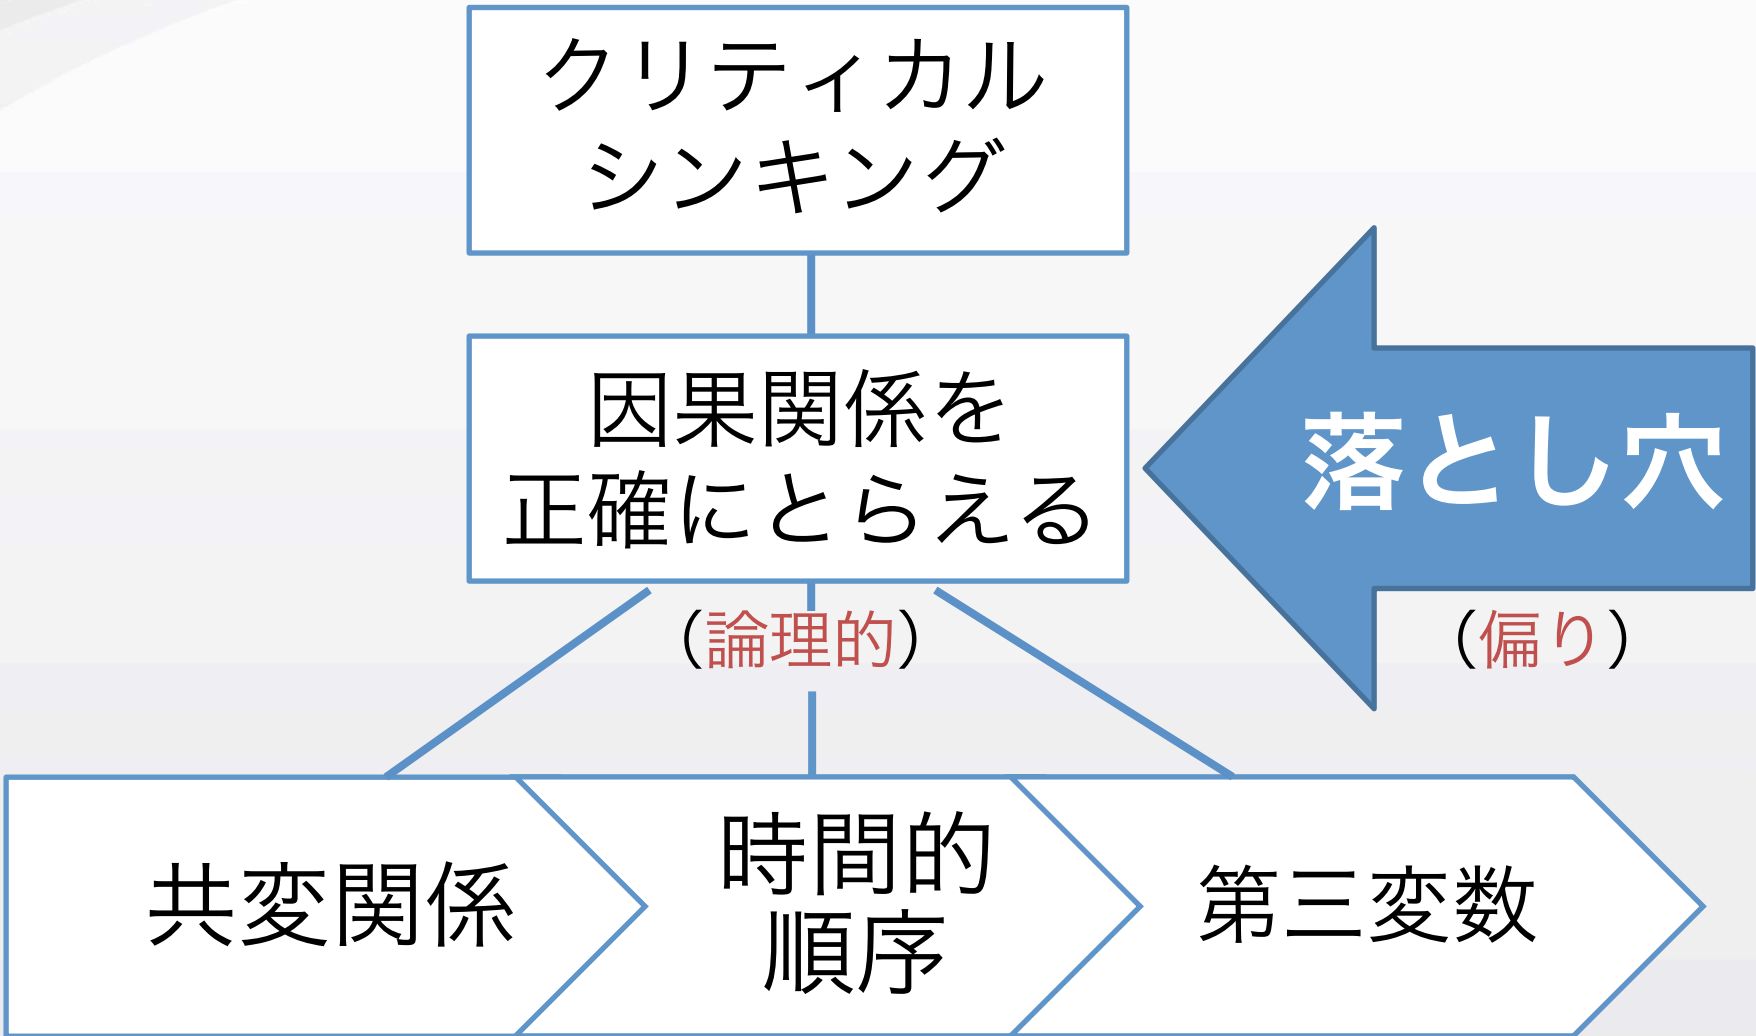 クリティカル
シンキング
因果関係を
正確にとらえる
落とし穴
（論理的）
（偏り）
共変関係
時間的
順序
第三変数